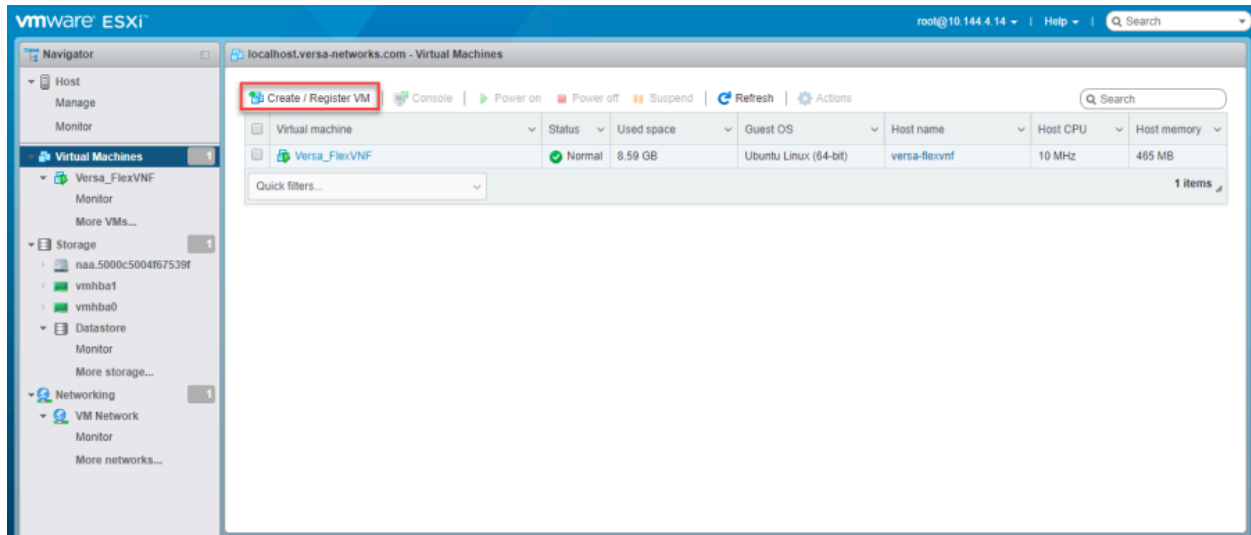 vmware ESXi™
root@10.144.4.14 | Help | Search
Navigator
localhost.versa-networks.com - Virtual Machines
Host
Manage
Monitor
Virtual Machines 1
Versa_FlexVNF
Monitor
More VMs...
Storage 1
naa.5000c5004f67539f
vmhba1
vmhba0
Datastore
Monitor
More storage...
Networking 1
VM Network
Monitor
More networks...
Create / Register VM | Console | Power on Power off Suspend | Refresh | Actions
Search
Virtual machine Status Used space Guest OS Host name Host CPU Host memory
Versa_FlexVNF Normal 8.59 GB Ubuntu Linux (64-bit) versa-flexvnf 10 MHz 465 MB
Quick filters... 1 items